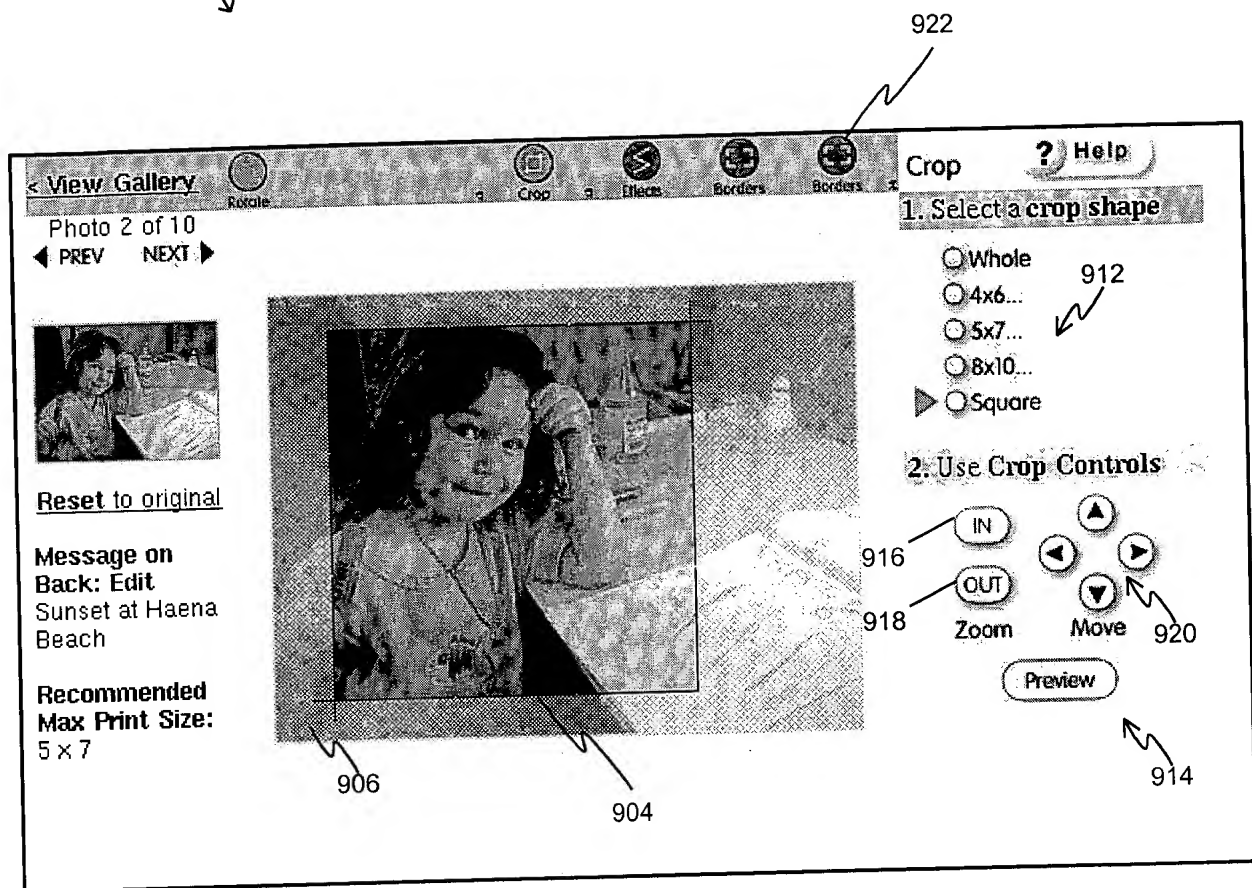 922
< View Gallery
Rotate
Crop
Effects
Borders
Borders
Crop
? Help
Photo 2 of 10
PREV NEXT
1. Select a crop shape
Whole
4x6...
5x7...
8x10...
Square
912
Reset to original
2. Use Crop Controls
IN
OUT
Zoom
Move
916
918
920
Message on
Back: Edit
Sunset at Haena
Beach
Preview
Recommended
Max Print Size:
5 x 7
906
904
914